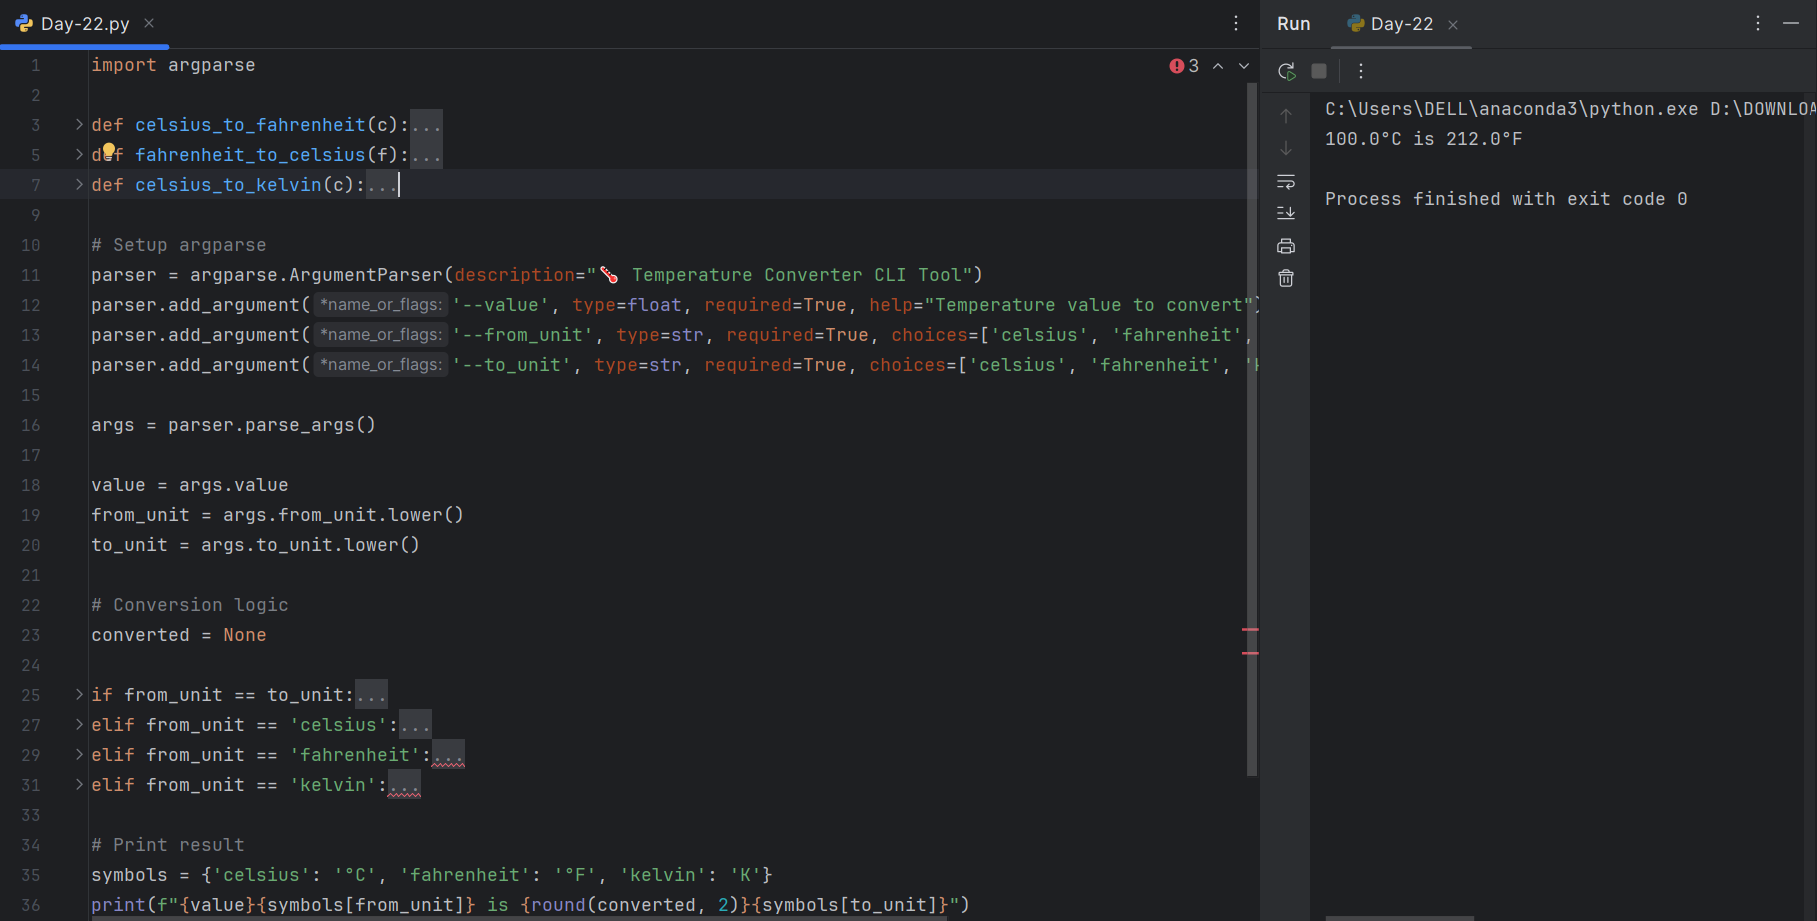 Day-22.py
Run Day-22
3
1 import argparse
2
3 def celsius_to_fahrenheit(c):...
5 def fahrenheit_to_celsius(f):...
7 def celsius_to_kelvin(c):...
9
10 # Setup argparse
11 parser = argparse.ArgumentParser(description="🌡️ Temperature Converter CLI Tool")
12 parser.add_argument( *name_or_flags: '--value', type=float, required=True, help="Temperature value to convert")
13 parser.add_argument( *name_or_flags: '--from_unit', type=str, required=True, choices=['celsius', 'fahrenheit',
14 parser.add_argument( *name_or_flags: '--to_unit', type=str, required=True, choices=['celsius', 'fahrenheit', '
15
16 args = parser.parse_args()
17
18 value = args.value
19 from_unit = args.from_unit.lower()
20 to_unit = args.to_unit.lower()
21
22 # Conversion logic
23 converted = None
24
25 if from_unit == to_unit:...
27 elif from_unit == 'celsius':...
29 elif from_unit == 'fahrenheit':...
31 elif from_unit == 'kelvin':...
33
34 # Print result
35 symbols = {'celsius': '°C', 'fahrenheit': '°F', 'kelvin': 'K'}
36 print(f"{value}{symbols[from_unit]} is {round(converted, 2)}{symbols[to_unit]}")
C:\Users\DELL\anaconda3\python.exe D:\DOWNLOA
100.0°C is 212.0°F
Process finished with exit code 0